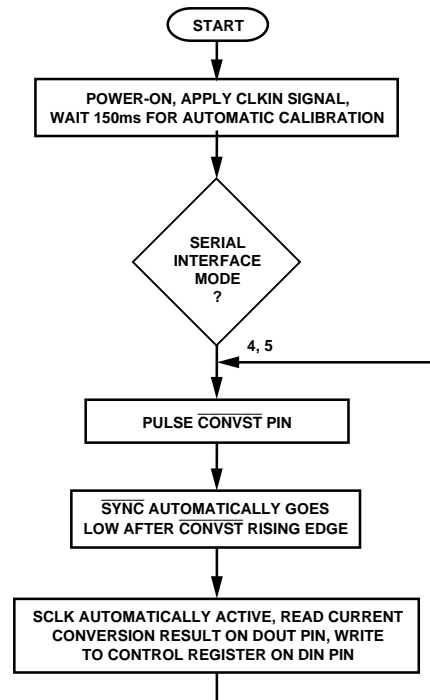 START
POWER-ON, APPLY CLKIN SIGNAL,
WAIT 150ms FOR AUTOMATIC CALIBRATION
SERIAL
INTERFACE
MODE
?
4, 5
PULSE CONVST PIN
SYNC AUTOMATICALLY GOES
LOW AFTER CONVST RISING EDGE
SCLK AUTOMATICALLY ACTIVE, READ CURRENT
CONVERSION RESULT ON DOUT PIN, WRITE
TO CONTROL REGISTER ON DIN PIN